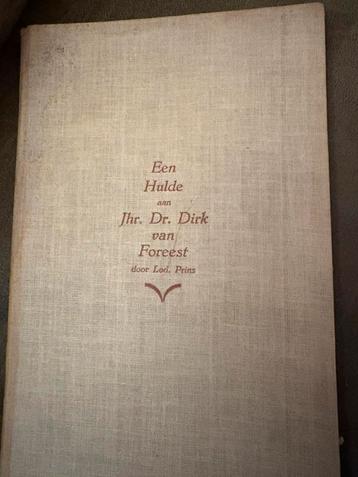 Een
Hulde
aan
Jhr. Dr. Dirk
van
Foreest
door Lod. Prins